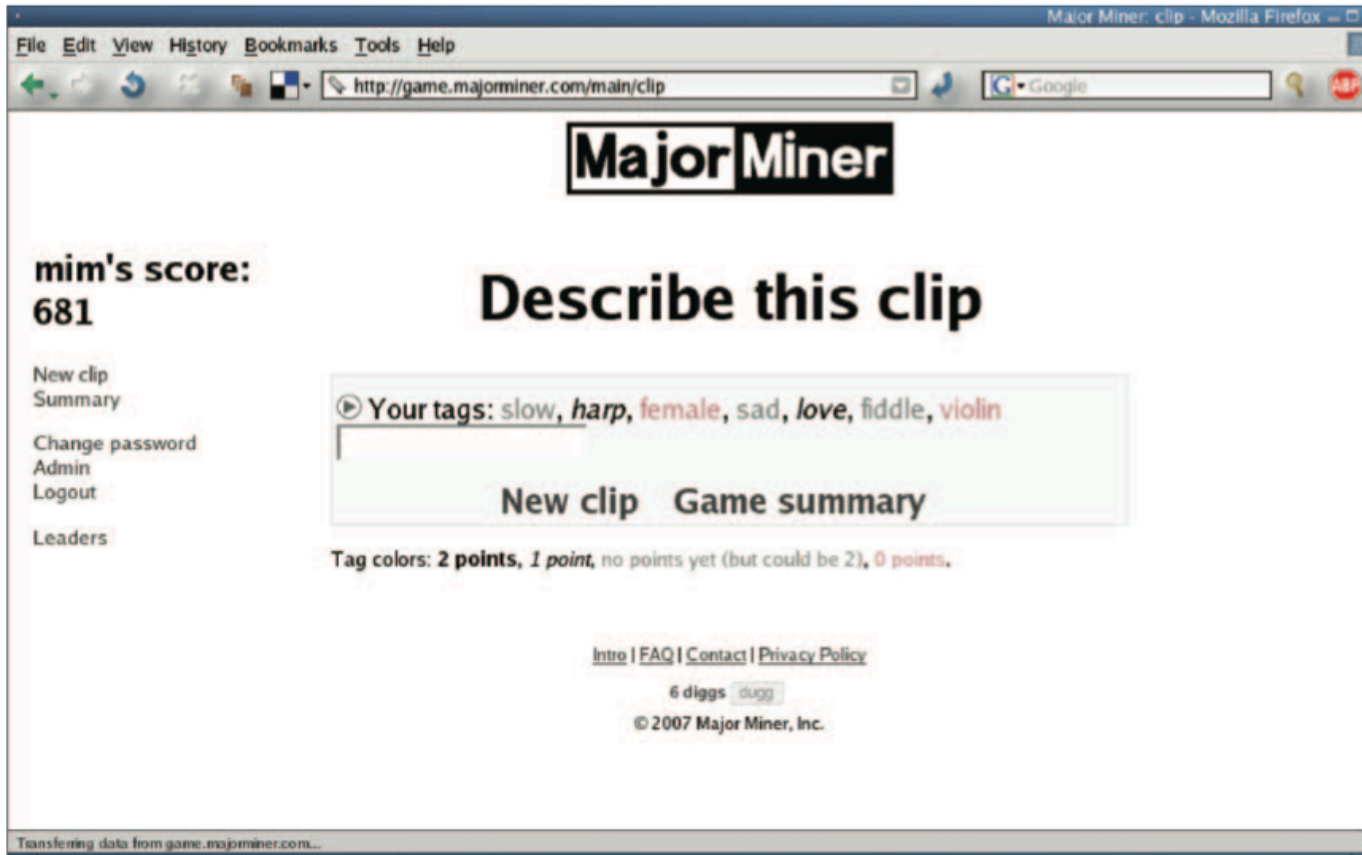 Major Miner: clip - Mozilla Firefox
File Edit View History Bookmarks Tools Help
http://game.majorminer.com/main/clip
G Google
ABP
Major Miner
mim's score:
681
New clip
Summary
Change password
Admin
Logout
Leaders
Describe this clip
Your tags: slow, harp, female, sad, love, fiddle, violin
New clip Game summary
Tag colors: 2 points, 1 point, no points yet (but could be 2), 0 points.
Intro | FAQ | Contact | Privacy Policy
6 diggs dugg
© 2007 Major Miner, Inc.
Transferring data from game.majorminer.com...